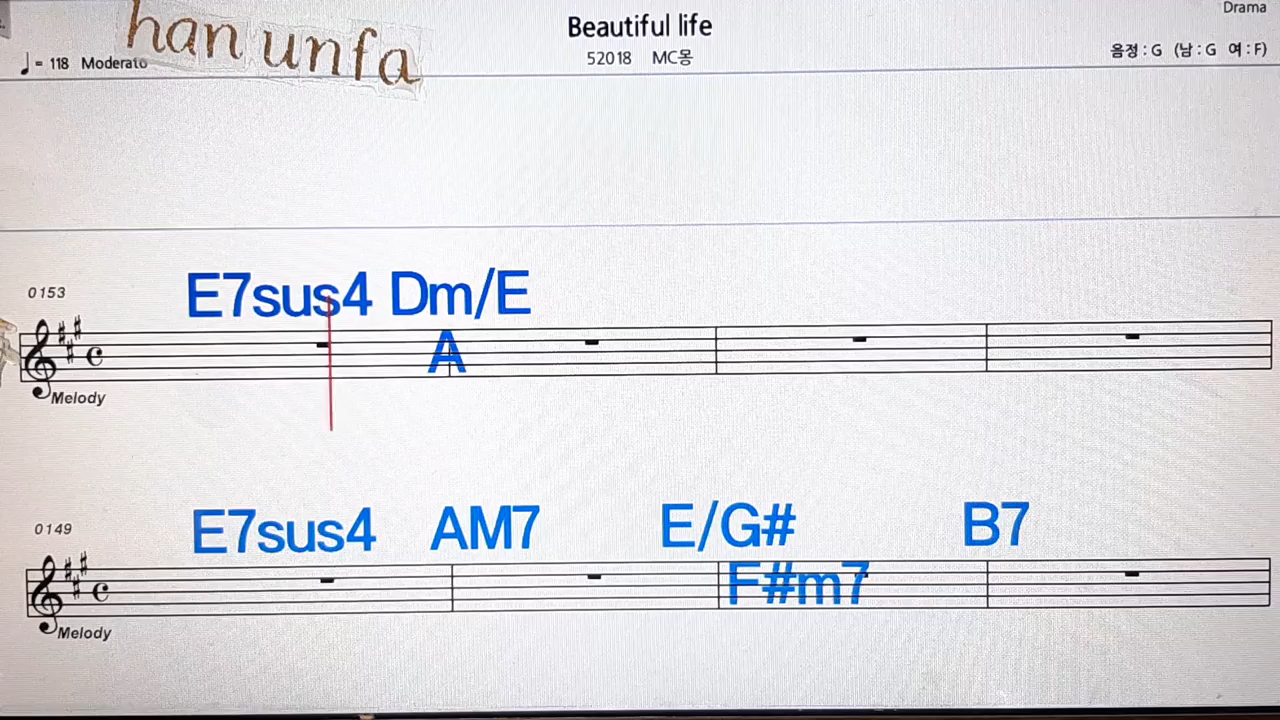 Drama
han unfa
Beautiful life
♩= 118 Moderato
52018 MC몽
음정:G (남:G 여:F)
0153
E7sus4 Dm/E
A
Melody
0149
E7sus4 AM7 E/G# B7
F#m7
Melody